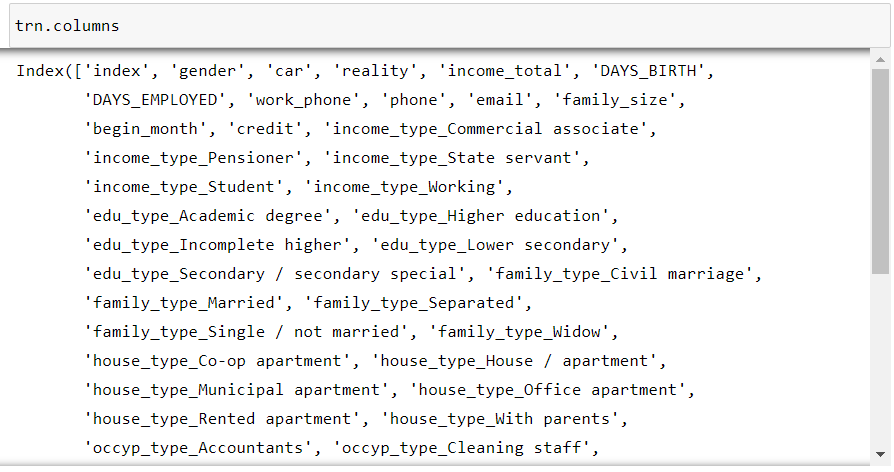 trn.columns
Index(['index', 'gender', 'car', 'reality', 'income_total', 'DAYS_BIRTH',
'DAYS_EMPLOYED', 'work_phone', 'phone', 'email', 'family_size',
'begin_month', 'credit', 'income_type_Commercial associate',
'income_type_Pensioner', 'income_type_State servant',
'income_type_Student', 'income_type_Working',
'edu_type_Academic degree', 'edu_type_Higher education',
'edu_type_Incomplete higher', 'edu_type_Lower secondary',
'edu_type_Secondary / secondary special', 'family_type_Civil marriage',
'family_type_Married', 'family_type_Separated',
'family_type_Single / not married', 'family_type_Widow',
'house_type_Co-op apartment', 'house_type_House / apartment',
'house_type_Municipal apartment', 'house_type_Office apartment',
'house_type_Rented apartment', 'house_type_With parents',
'occyp_type_Accountants', 'occyp_type_Cleaning staff',